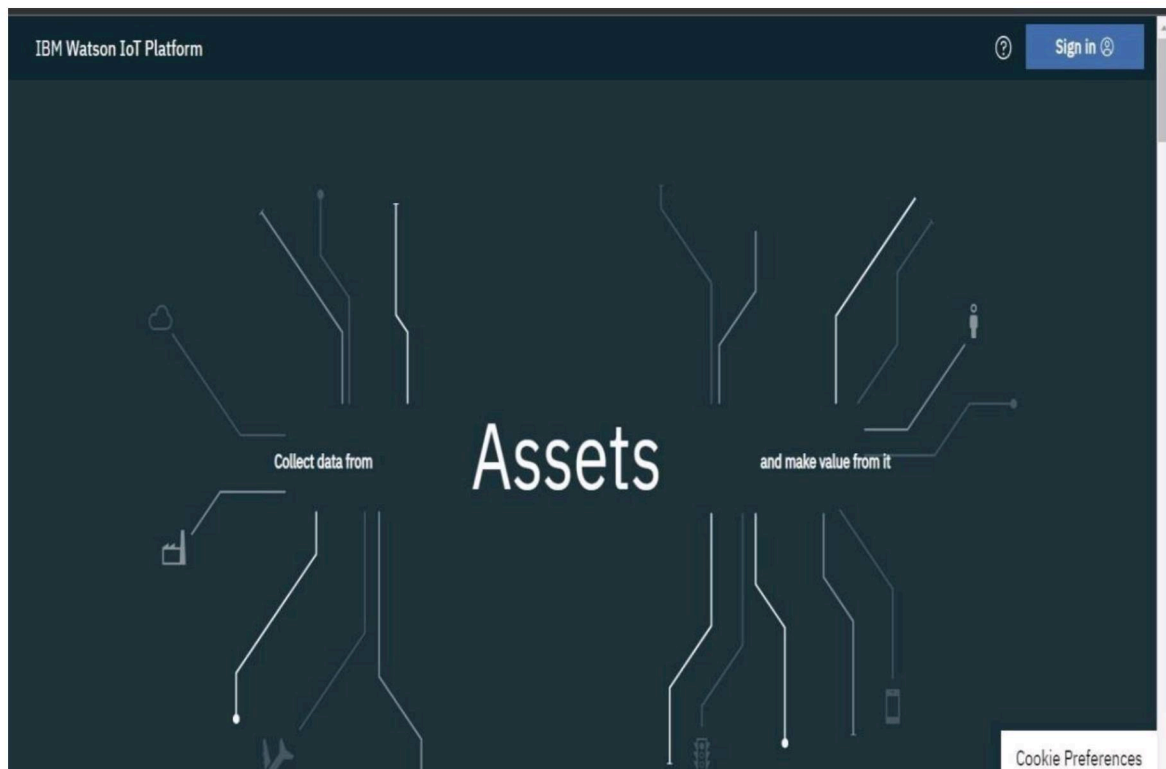 IBM Watson IoT Platform
Sign in
Collect data from
Assets
and make value from it
Cookie Preferences